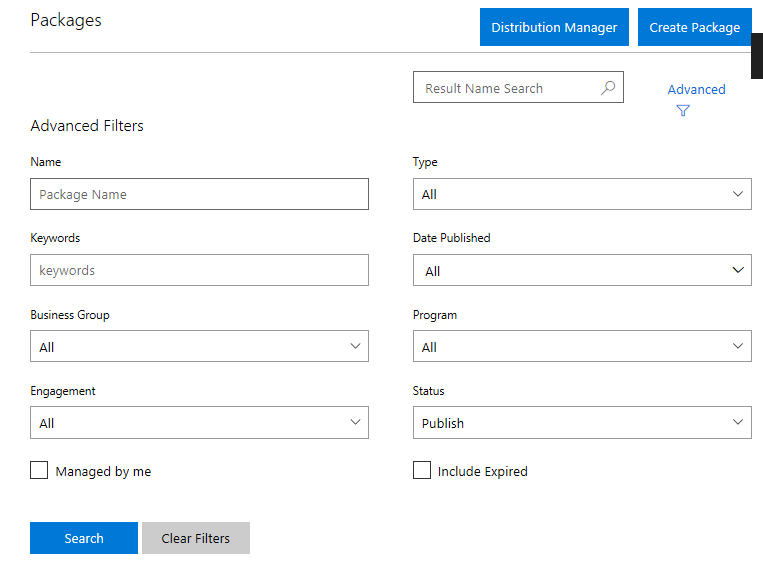 Packages
Distribution Manager
Create Package
Result Name Search
Advanced
Advanced Filters
Name
Type
Package Name
All
Keywords
Date Published
keywords
All
Business Group
Program
All
All
Engagement
Status
All
Publish
Managed by me
Include Expired
Search
Clear Filters